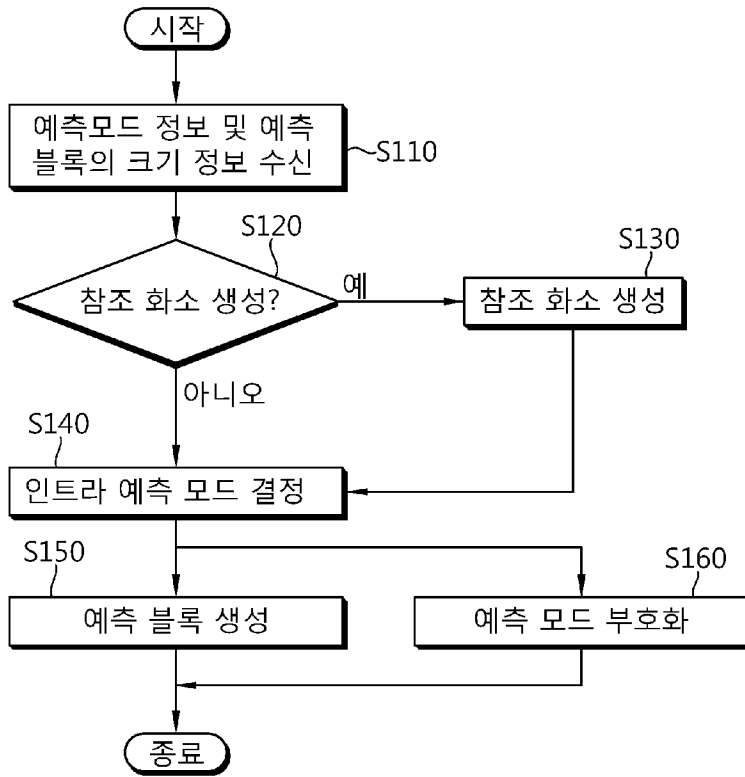 시작
예측모드 정보 및 예측
블록의 크기 정보 수신
S110
S120
참조 화소 생성?
예
S130
참조 화소 생성
아니오
S140
인트라 예측 모드 결정
S150
예측 블록 생성
S160
예측 모드 부호화
종료